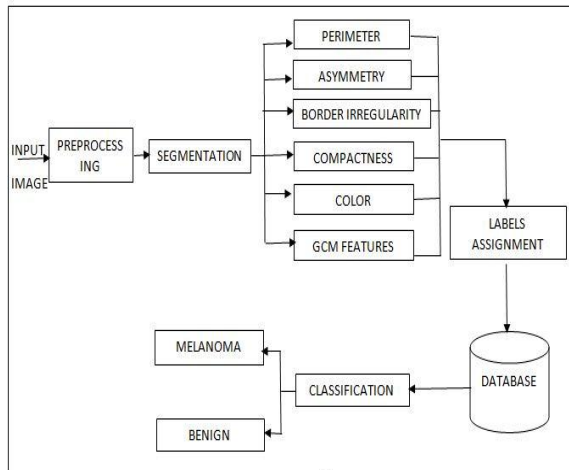 INPUT
IMAGE
PREPROCESS
ING
SEGMENTATION
PERIMETER
ASYMMETRY
BORDER IRREGULARITY
COMPACTNESS
COLOR
GCM FEATURES
LABELS
ASSIGNMENT
DATABASE
CLASSIFICATION
MELANOMA
BENIGN